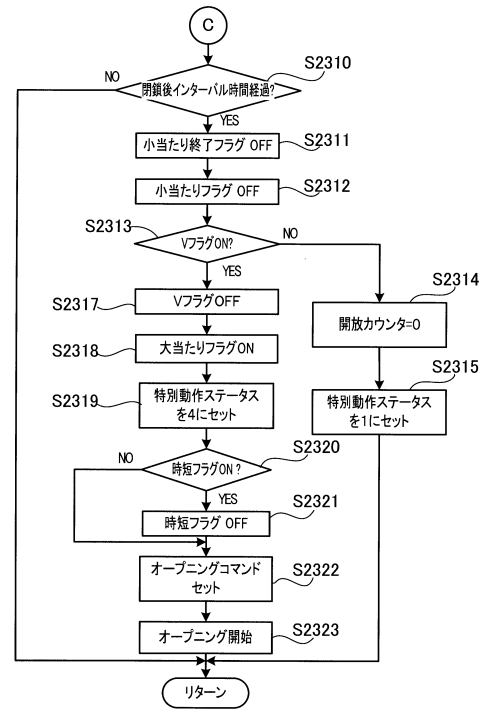 C
S2310
NO
閉鎖後インターバル時間経過?
YES
S2311
小当たり終了フラグ OFF
S2312
小当たりフラグ OFF
S2313
VフラグON?
NO
YES
S2314
S2317
VフラグOFF
開放カウンタ=0
S2318
大当たりフラグON
S2315
S2319
特別動作ステータス
を4にセット
特別動作ステータス
を1にセット
S2320
NO
時短フラグON?
YES
S2321
時短フラグ OFF
オープニングコマンド
セット
S2322
オープニング開始
S2323
リターン